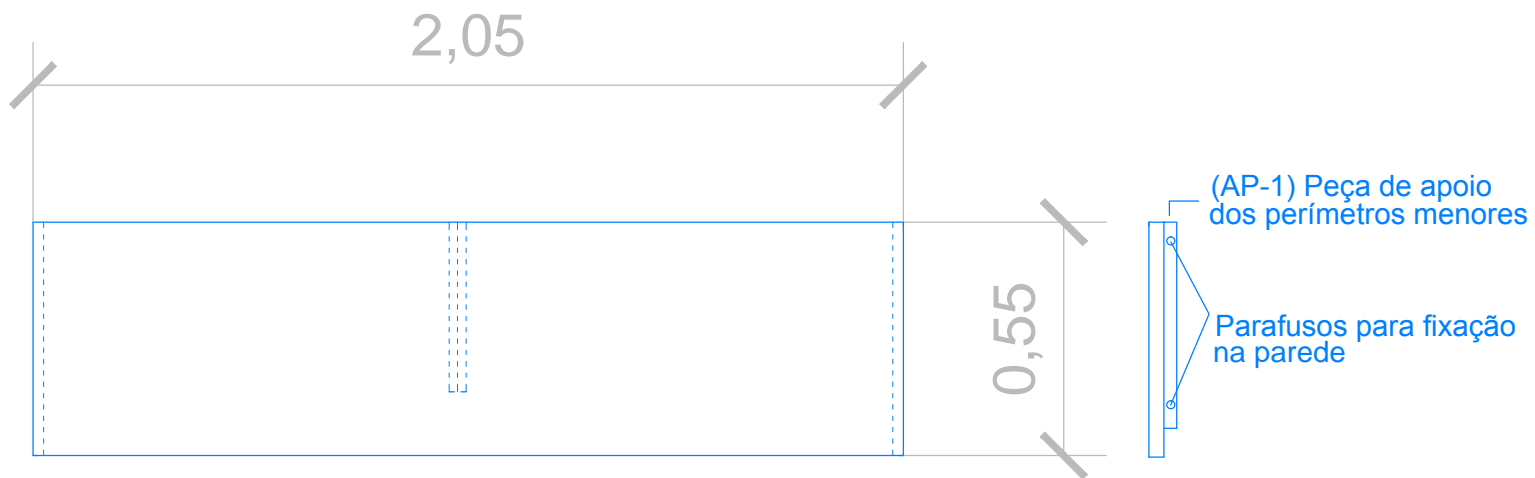 2,05
(AP-1) Peça de apoio
dos perímetros menores
0,55
Parafusos para fixação
na parede